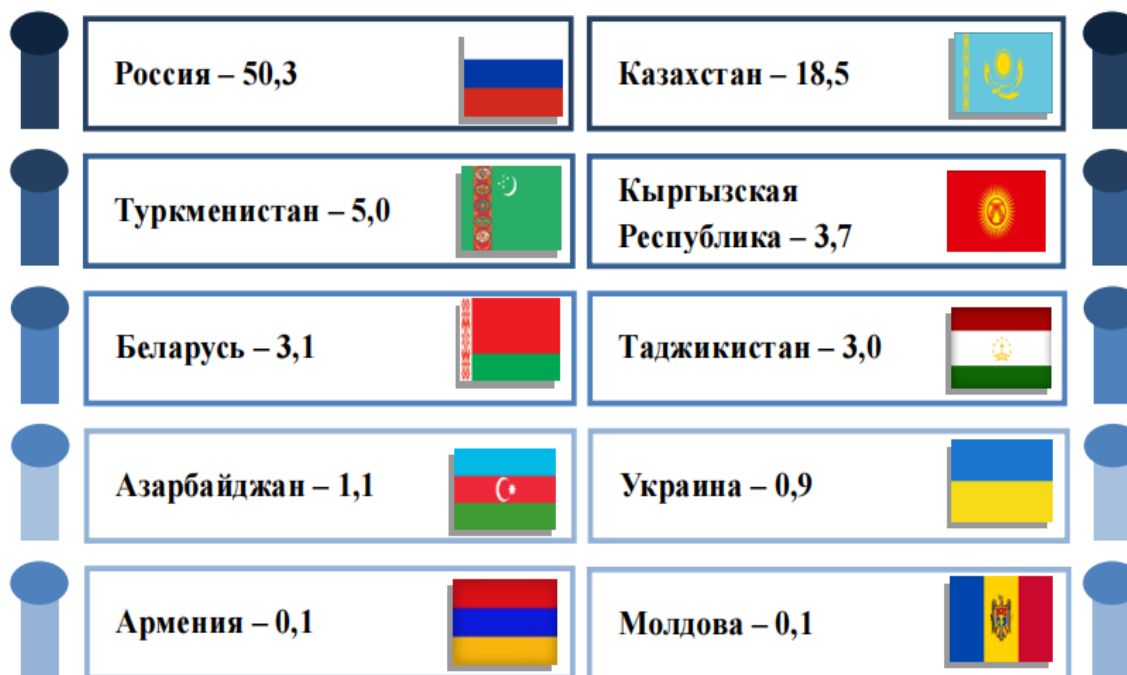 Россия – 50,3
Казахстан – 18,5
Туркменистан – 5,0
Кыргызская
Республика – 3,7
Беларусь – 3,1
Таджикистан – 3,0
Азарбайджан – 1,1
Украина – 0,9
Армения – 0,1
Молдова – 0,1